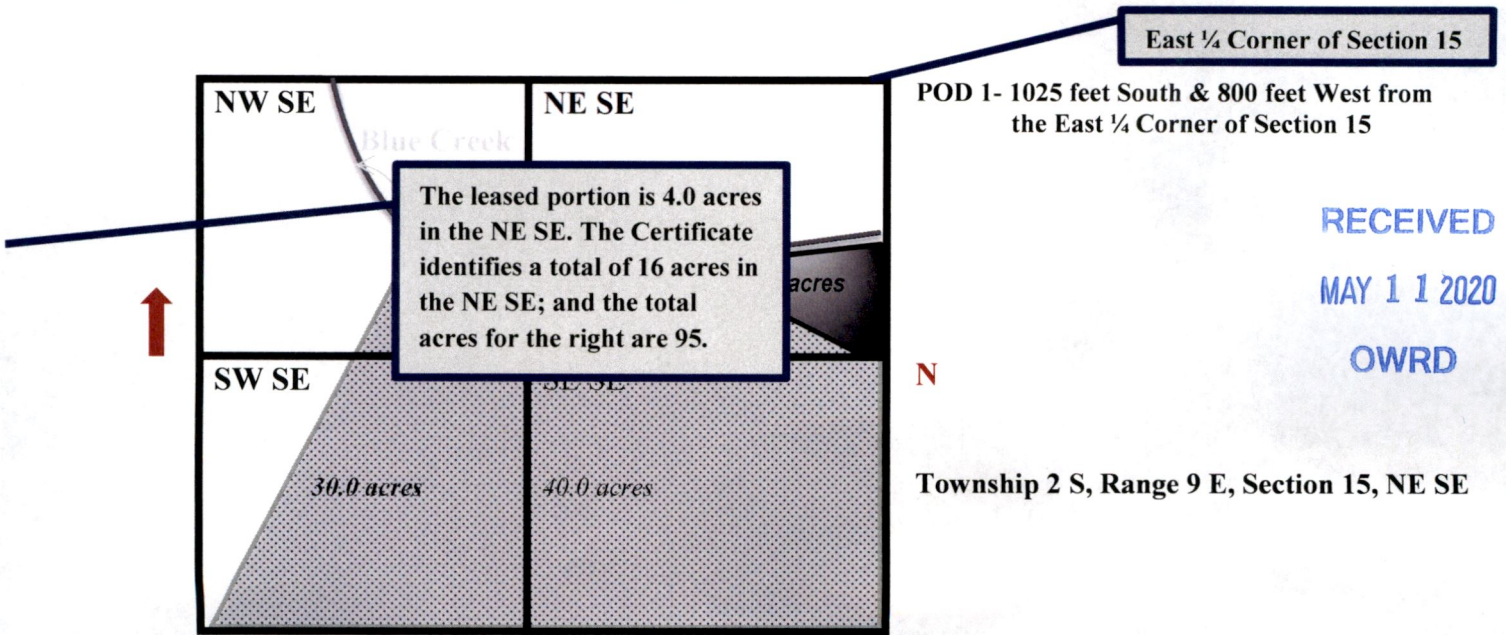 East ¼ Corner of Section 15
NW SE
NE SE
POD 1- 1025 feet South & 800 feet West from
the East ¼ Corner of Section 15
Blue Creek
The leased portion is 4.0 acres
in the NE SE. The Certificate
identifies a total of 16 acres in
the NE SE; and the total
acres for the right are 95.
acres
RECEIVED
MAY 11 2020
OWRD
SW SE
SE SE
N
30.0 acres
40.0 acres
Township 2 S, Range 9 E, Section 15, NE SE